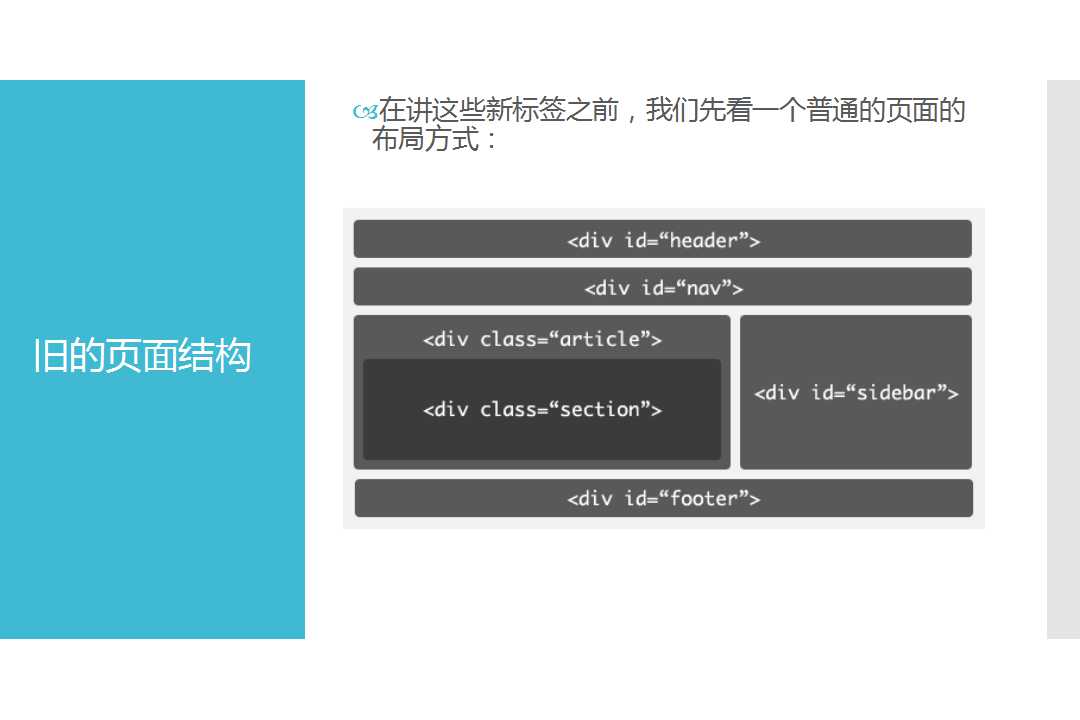 旧的页面结构
在讲这些新标签之前，我们先看一个普通的页面的
布局方式：
<div id=“header”>
<div id=“nav”>
<div class=“article”>
<div class=“section”>
<div id=“sidebar”>
<div id=“footer”>